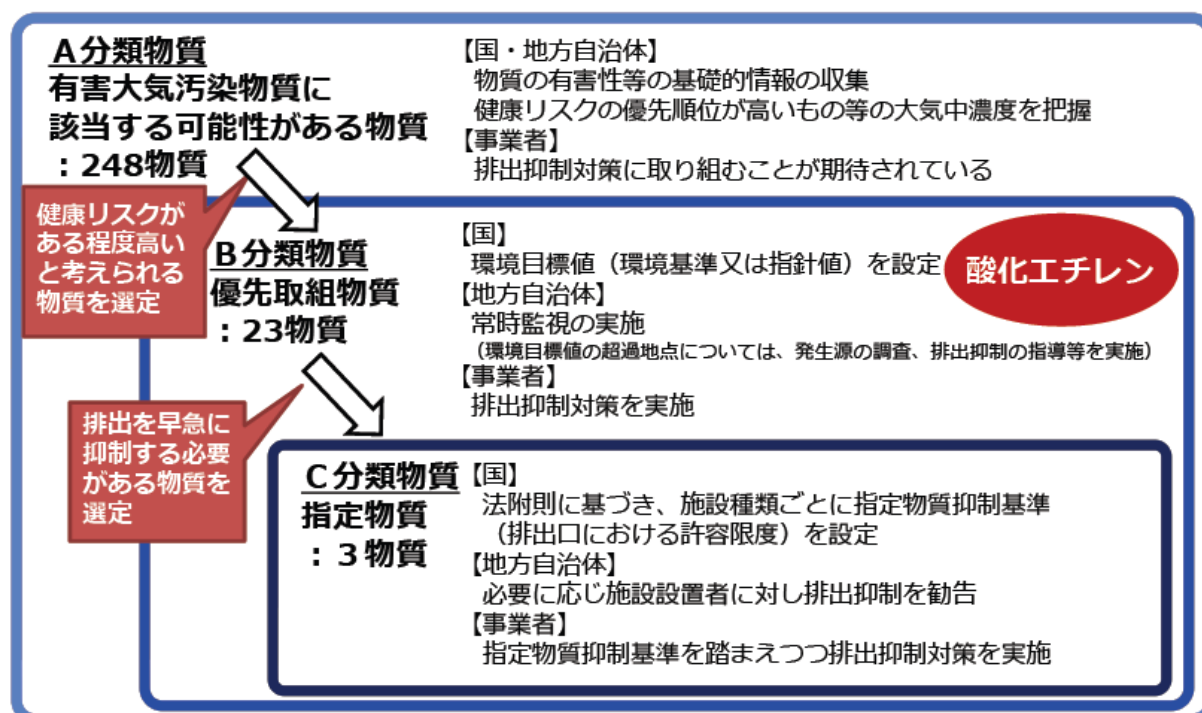 A分類物質
有害大気汚染物質に
該当する可能性がある物質
:248物質
【国・地方自治体】
物質の有害性等の基礎的情報の収集
健康リスクの優先順位が高いもの等の大気中濃度を把握
【事業者】
排出抑制対策に取り組むことが期待されている
健康リスクが
ある程度高い
と考えられる
物質を選定
B分類物質
優先取組物質
:23物質
【国】
環境目標値（環境基準又は指針値）を設定
【地方自治体】
常時監視の実施
（環境目標値の超過地点については、発生源の調査、排出抑制の指導等を実施）
【事業者】
排出抑制対策を実施
酸化エチレン
排出を早急に
抑制する必要
がある物質を
選定
C分類物質
指定物質
:3物質
【国】
法附則に基づき、施設種類ごとに指定物質抑制基準
（排出口における許容限度）を設定
【地方自治体】
必要に応じ施設設置者に対し排出抑制を勧告
【事業者】
指定物質抑制基準を踏まえつつ排出抑制対策を実施